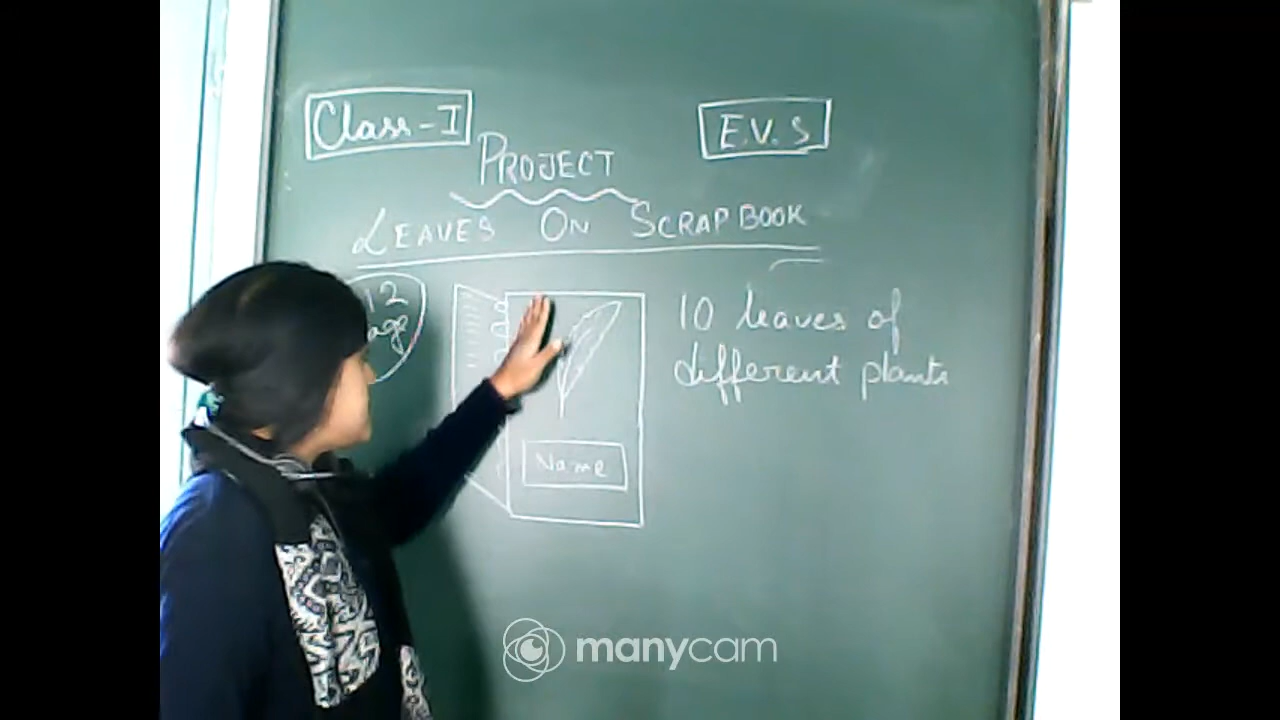 Class-I
E.V.S
PROJECT
LEAVES ON SCRAPBOOK
12
10 leaves of
different plants
Name
manycam